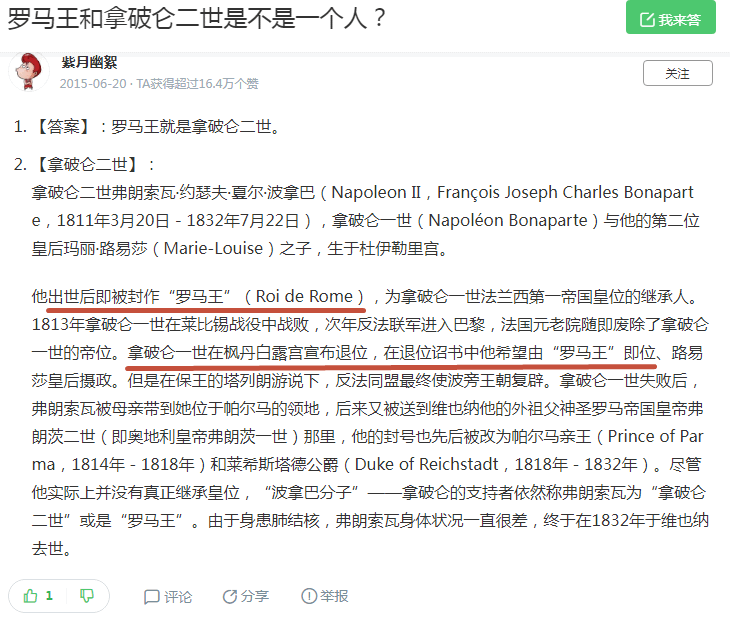 罗马王和拿破仑二世是不是一个人？
我来答
紫月幽絮
2015-06-20 · TA获得超过16.4万个赞
关注
1. 【答案】：罗马王就是拿破仑二世。
2. 【拿破仑二世】：
拿破仑二世弗朗索瓦·约瑟夫·夏尔·波拿巴（Napoleon II，François Joseph Charles Bonapart
e，1811年3月20日－1832年7月22日），拿破仑一世（Napoléon Bonaparte）与他的第二位
皇后玛丽·路易莎（Marie-Louise）之子，生于杜伊勒里宫。
他出世后即被封作“罗马王”（Roi de Rome），为拿破仑一世法兰西第一帝国皇位的继承人。
1813年拿破仑一世在莱比锡战役中战败，次年反法联军进入巴黎，法国元老院随即废除了拿破仑
一世的帝位。拿破仑一世在枫丹白露宫宣布退位，在退位诏书中他希望由“罗马王”即位、路易
莎皇后摄政。但是在保王的塔列朗游说下，反法同盟最终使波旁王朝复辟。拿破仑一世失败后，
弗朗索瓦被母亲带到她位于帕尔马的领地，后来又被送到维也纳他的外祖父神圣罗马帝国皇帝弗
朗茨二世（即奥地利皇帝弗朗茨一世）那里，他的封号也先后被改为帕尔马亲王（Prince of Par
ma，1814年－1818年）和莱希斯塔德公爵（Duke of Reichstadt，1818年－1832年）。尽管
他实际上并没有真正继承皇位，“波拿巴分子”——拿破仑的支持者依然称弗朗索瓦为“拿破仑
二世”或是“罗马王”。由于身患肺结核，弗朗索瓦身体状况一直很差，终于在1832年于维也纳
去世。
1 评论 分享 举报